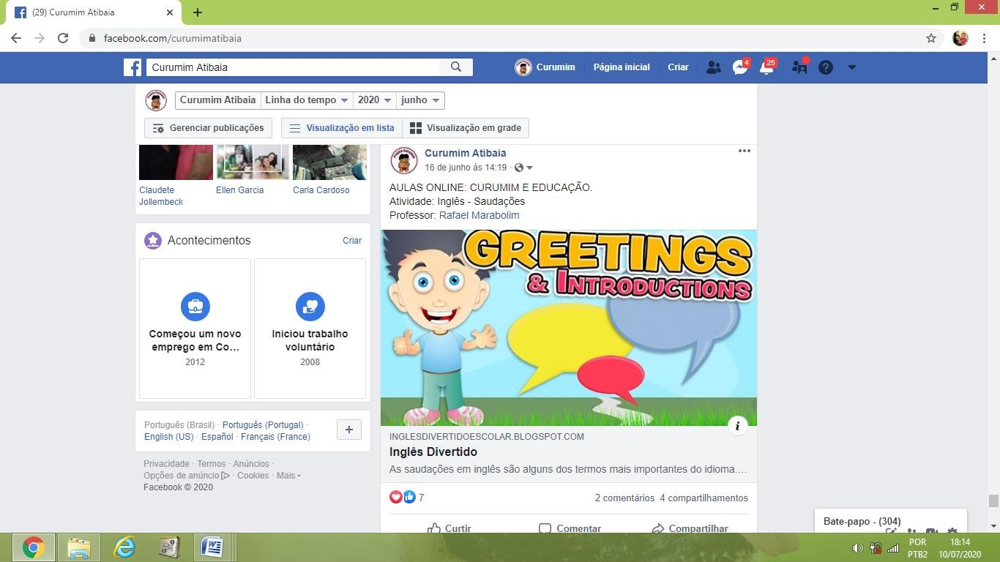 (29) Curumim Atibaia
facebook.com/curumimatibaia
Curumim Atibaia
Curumim
Página inicial
Criar
4
25
Curumim Atibaia
Linha do tempo
2020
junho
Gerenciar publicações
Visualização em lista
Visualização em grade
Claudete
Jollembeck
Ellen Garcia
Carla Cardoso
Acontecimentos
Criar
Começou um novo
emprego em Co...
2012
Iniciou trabalho
voluntário
2008
Português (Brasil) · Português (Portugal) ·
English (US) · Español · Français (France)
Privacidade · Termos · Anúncios ·
Opções de anúncio · Cookies · Mais
Facebook © 2020
Curumim Atibaia
16 de junho às 14:19 ·
AULAS ONLINE: CURUMIM E EDUCAÇÃO.
Atividade: Inglês - Saudações
Professor: Rafael Marabolim
GREETINGS
& INTRODUCTIONS
INGLESDIVERTIDOESCOLAR.BLOGSPOT.COM
Inglês Divertido
As saudações em inglês são alguns dos termos mais importantes do idioma....
7
2 comentários 4 compartilhamentos
Curtir
Comentar
Compartilhar
Bate-papo - (304)
POR
PTB2
18:14
10/07/2020